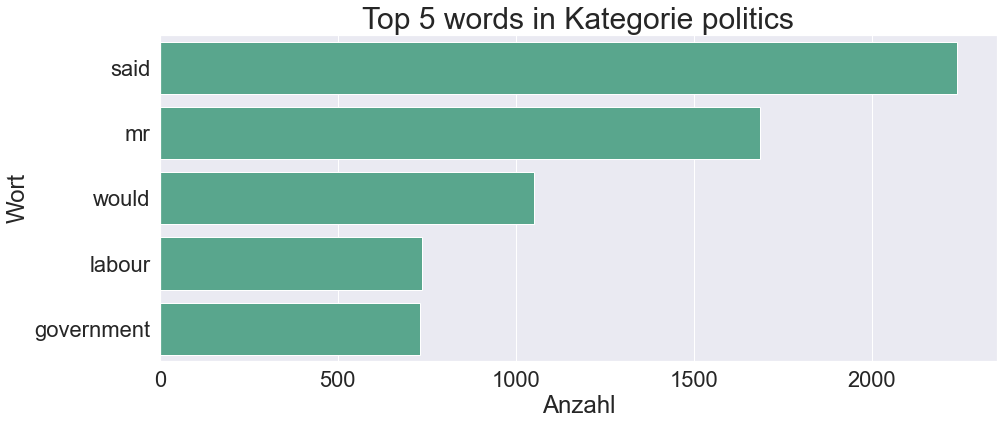 Top 5 words in Kategorie politics
said
mr
would
labour
government
Wort
0 500 1000 1500 2000
Anzahl